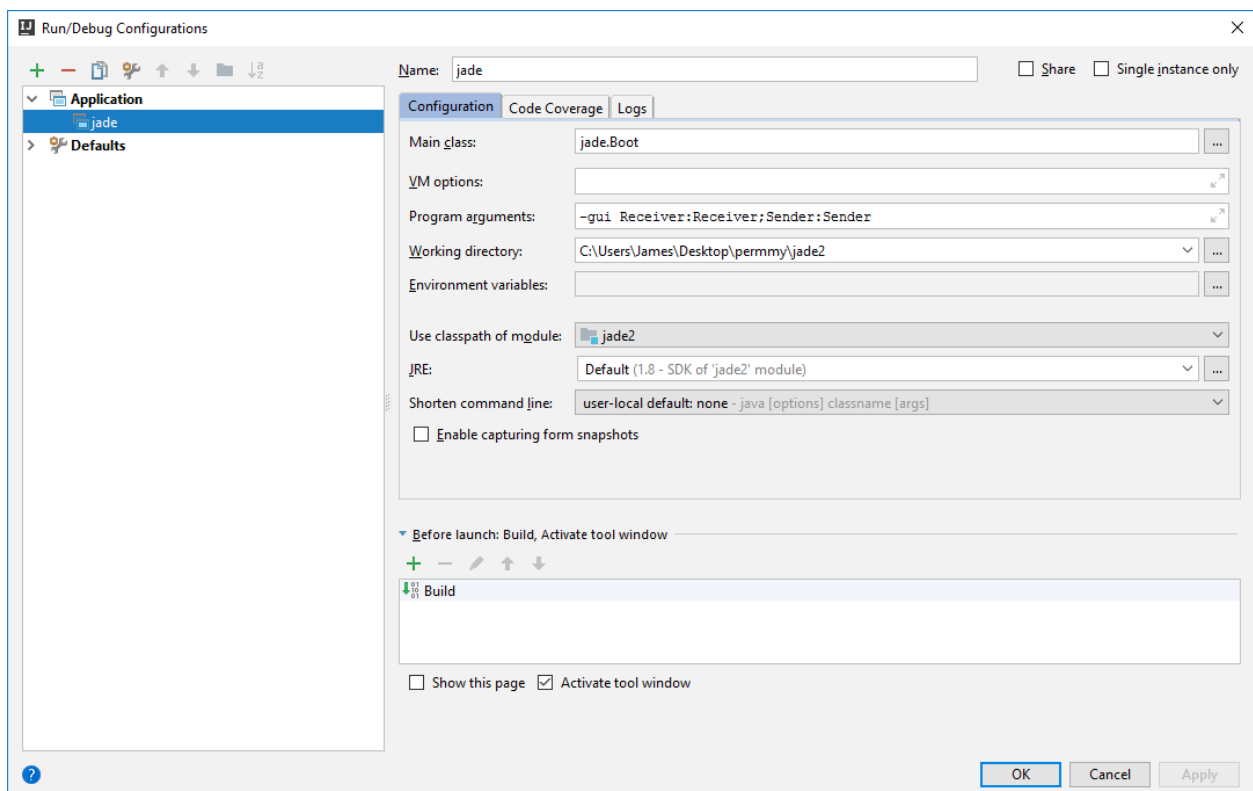 Run/Debug Configurations
Name: jade
Share Single instance only
Application
jade
Defaults
Configuration Code Coverage Logs
Main class: jade.Boot ...
VM options:
Program arguments: -gui Receiver:Receiver;Sender:Sender
Working directory: C:\Users\James\Desktop\permmy\jade2 ...
Environment variables: ...
Use classpath of module: jade2
JRE: Default (1.8 - SDK of 'jade2' module) ...
Shorten command line: user-local default: none - java [options] classname [args]
Enable capturing form snapshots
Before launch: Build, Activate tool window
Build
Show this page Activate tool window
? OK Cancel Apply